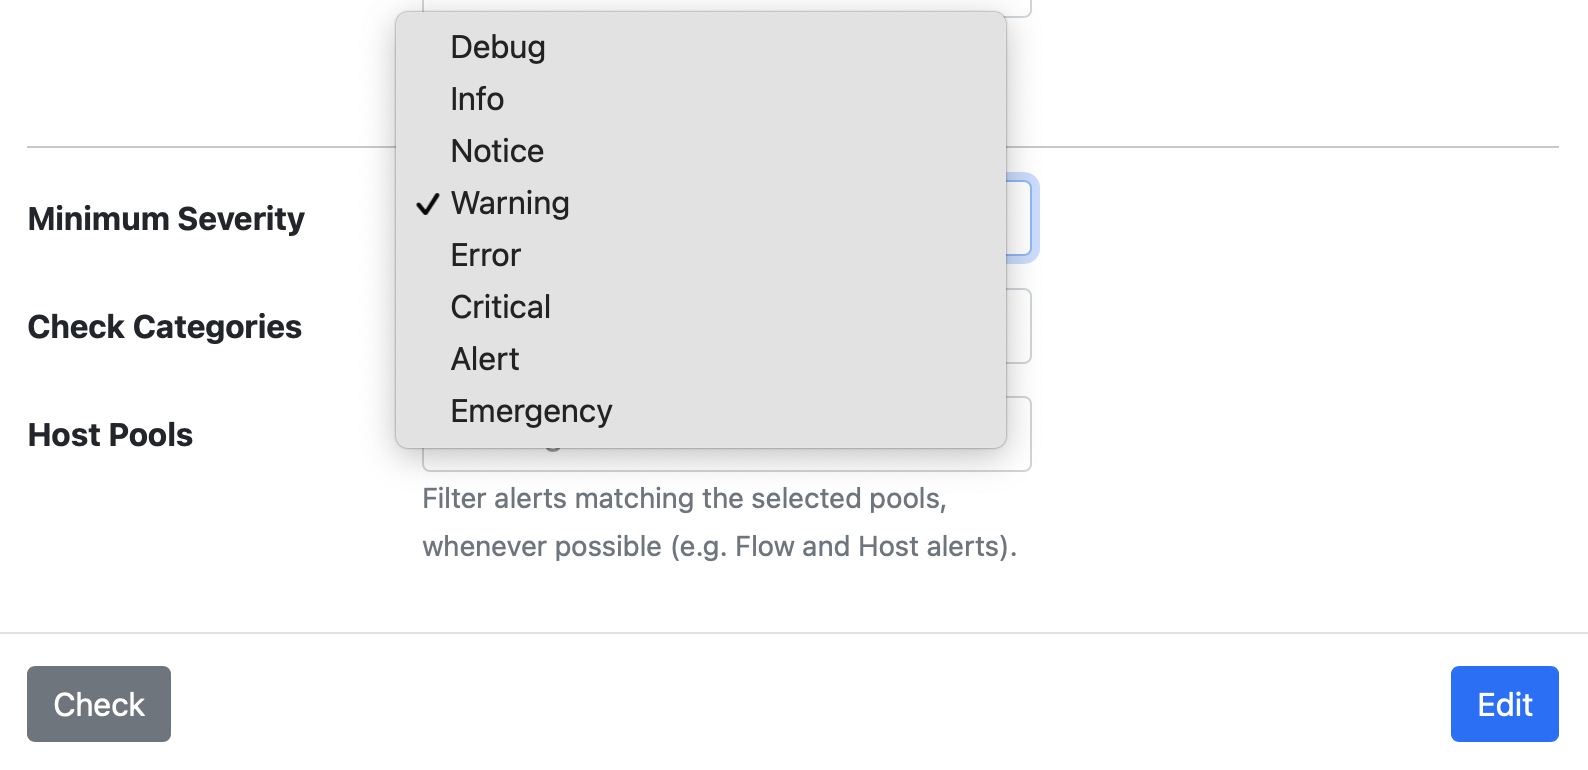 Debug
Info
Notice
✓ Warning
Error
Critical
Alert
Emergency
Minimum Severity
Check Categories
Host Pools
Filter alerts matching the selected pools,
whenever possible (e.g. Flow and Host alerts).
Check
Edit